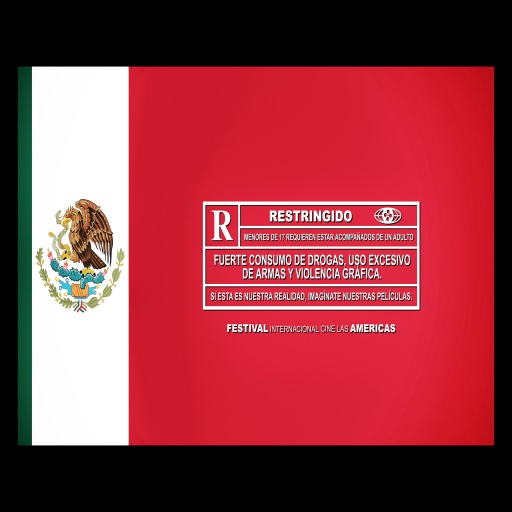 R
RESTRINGIDO
MENORES DE 17 REQUIEREN ESTAR ACOMPAÑADOS DE UN ADULTO
FUERTE CONSUMO DE DROGAS, USO EXCESIVO
DE ARMAS Y VIOLENCIA GRÁFICA.
SI ESTA ES NUESTRA REALIDAD, IMAGÍNATE NUESTRAS PELÍCULAS.
FESTIVAL INTERNACIONAL CINE LAS AMERICAS